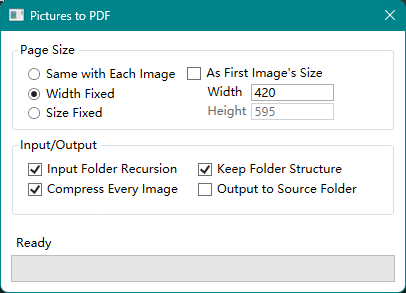 Pictures to PDF
Page Size
Same with Each Image
As First Image's Size
Width Fixed
Width 420
Size Fixed
Height 595
Input/Output
Input Folder Recursion
Keep Folder Structure
Compress Every Image
Output to Source Folder
Ready